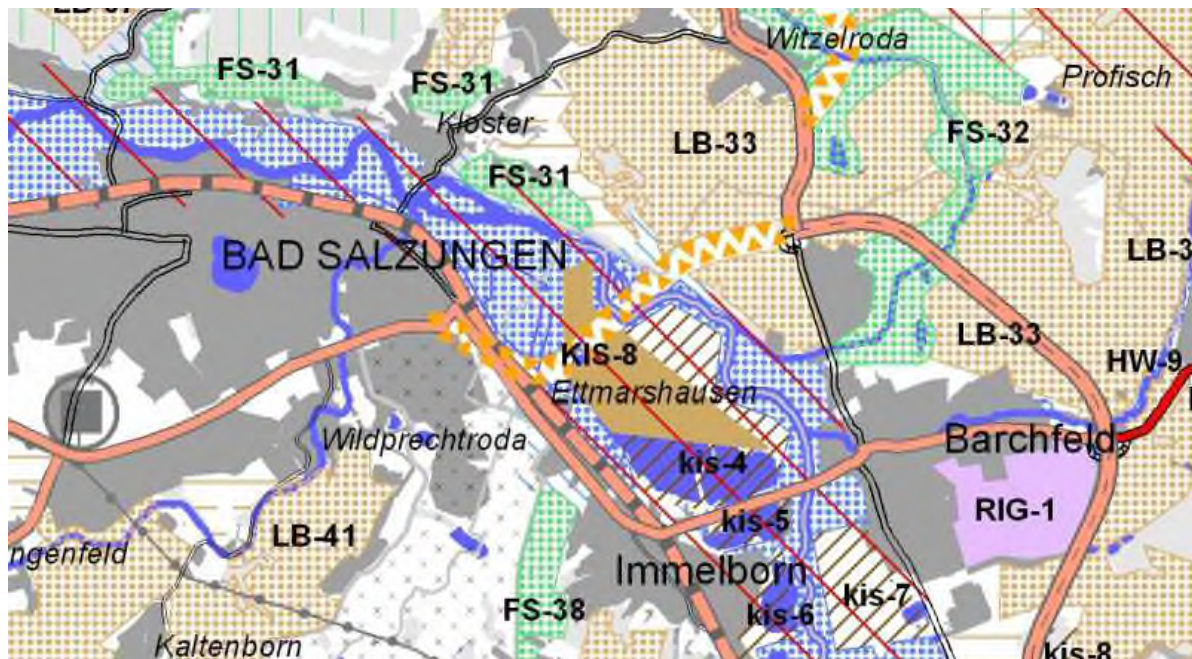 FS-31
FS-31
Witzelroda
Profisch
Kloster
LB-33
FS-32
FS-31
BAD SALZUNGEN
LB-33
HW-9
KIS-8
Ettmarshausen
Wildprechtroda
Barchfeld
kis-4
RIG-1
kis-5
LB-41
ngenfeld
Immelborn
kis-7
FS-38
kis-6
Kaltenborn
kis-8